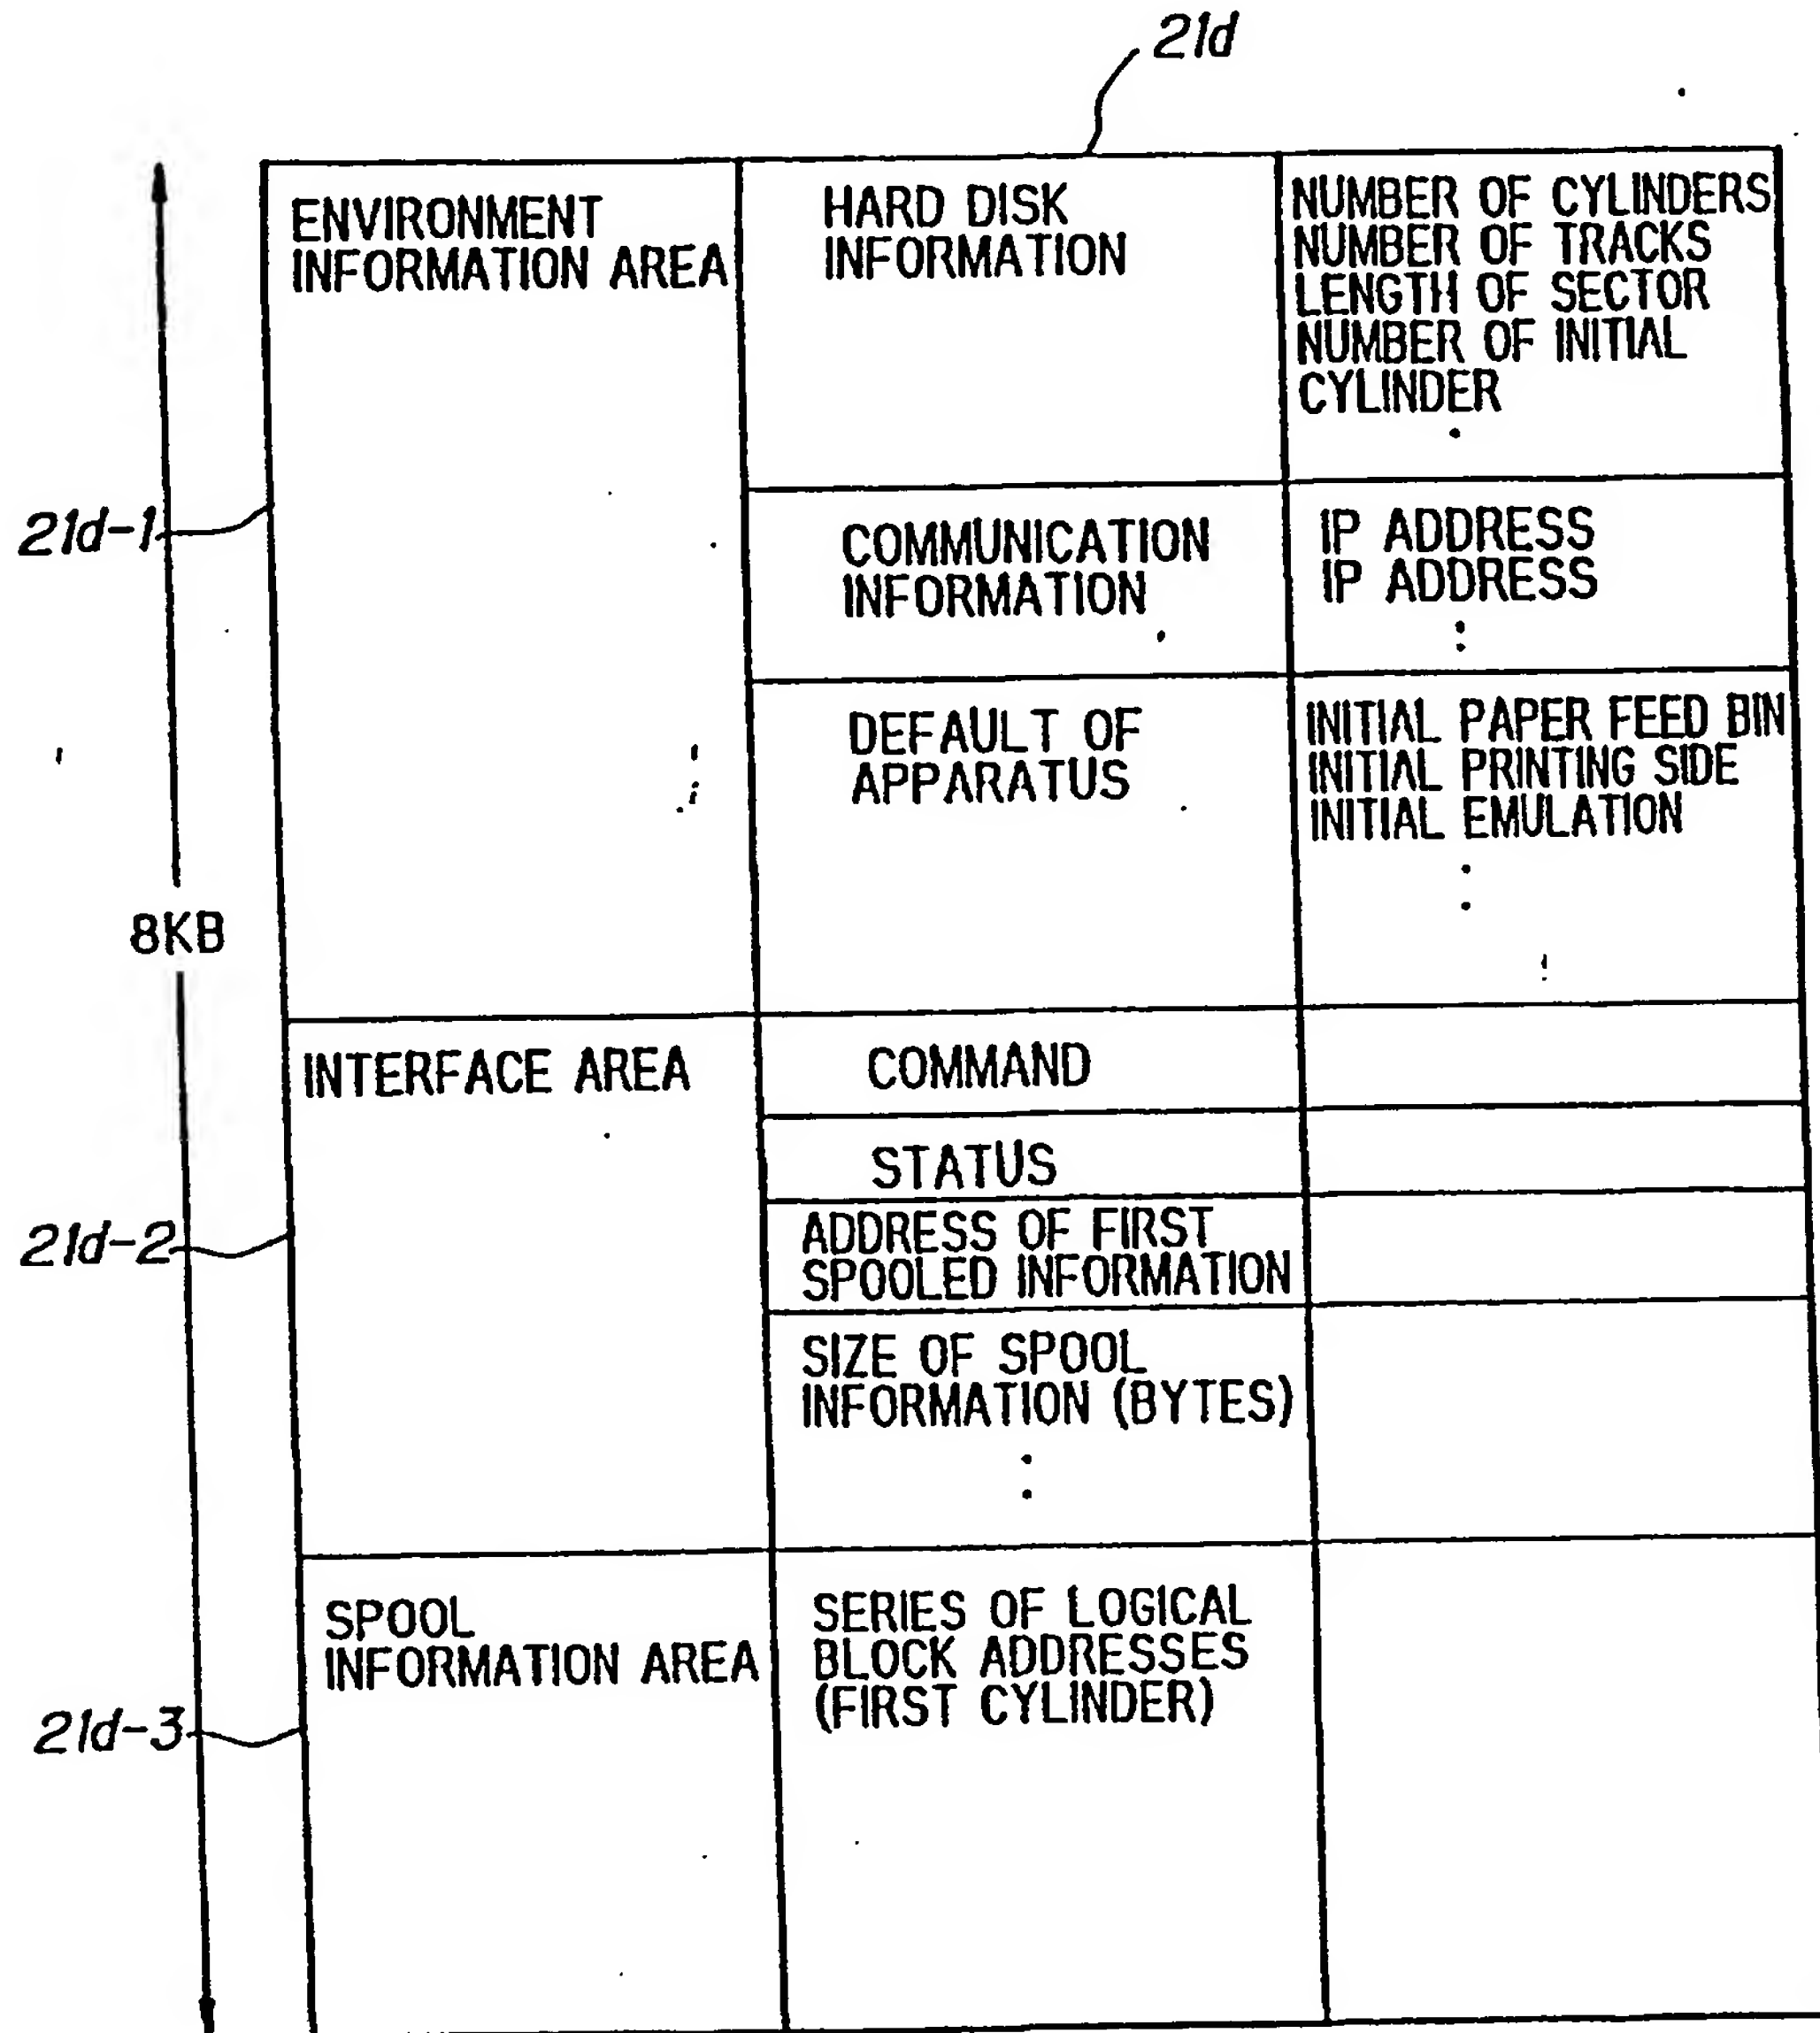 21d
ENVIRONMENT
INFORMATION AREA
HARD DISK
INFORMATION
NUMBER OF CYLINDERS
NUMBER OF TRACKS
LENGTH OF SECTOR
NUMBER OF INITIAL
CYLINDER
21d-1
COMMUNICATION
INFORMATION
IP ADDRESS
IP ADDRESS
DEFAULT OF
APPARATUS
INITIAL PAPER FEED BIN
INITIAL PRINTING SIDE
INITIAL EMULATION
8KB
INTERFACE AREA
COMMAND
STATUS
21d-2
ADDRESS OF FIRST
SPOOLED INFORMATION
SIZE OF SPOOL
INFORMATION (BYTES)
SPOOL
INFORMATION AREA
SERIES OF LOGICAL
BLOCK ADDRESSES
(FIRST CYLINDER)
21d-3